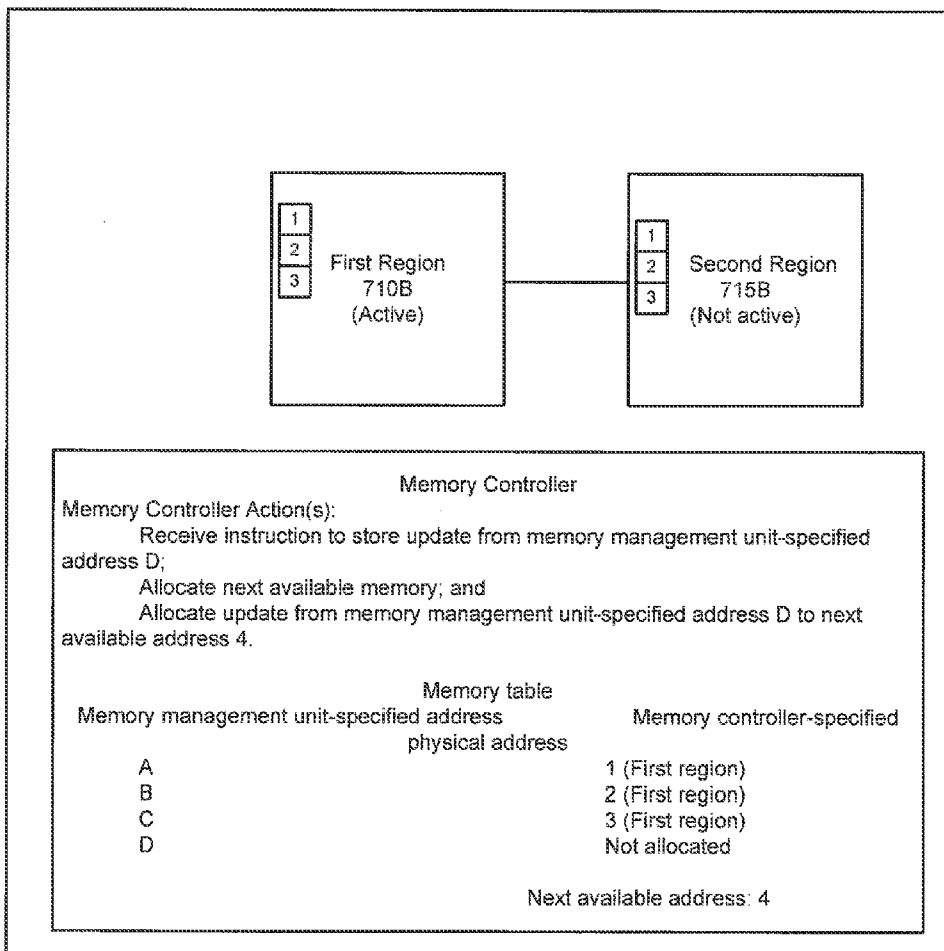 1
2
3
First Region
710B
(Active)
1
2
3
Second Region
715B
(Not active)
Memory Controller
Memory Controller Action(s):
Receive instruction to store update from memory management unit-specified
address D;
Allocate next available memory; and
Allocate update from memory management unit-specified address D to next
available address 4.
Memory table
Memory management unit-specified address Memory controller-specified
physical address
A 1 (First region)
B 2 (First region)
C 3 (First region)
D Not allocated
Next available address: 4